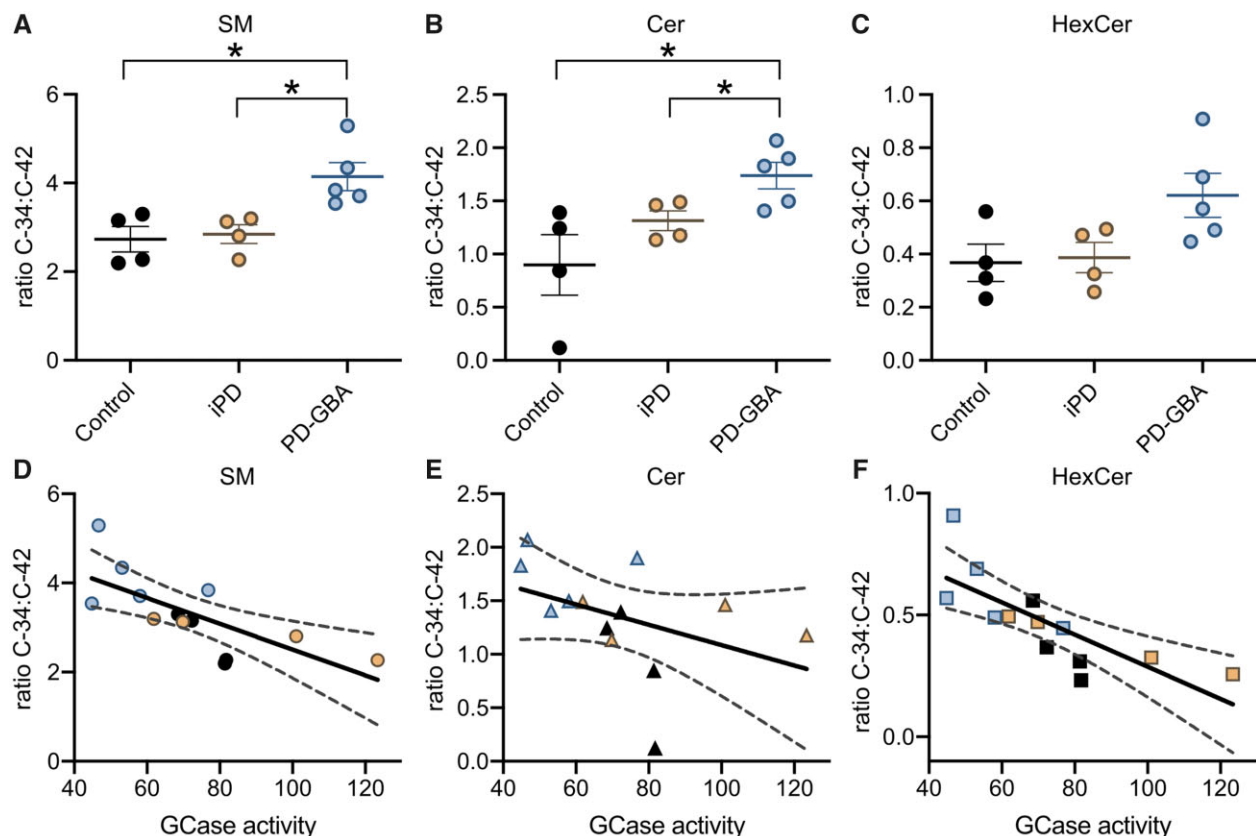 A
SM
*
*
ratio C-34:C-42
6
4
2
0
Control
iPD
PD-GBA
B
Cer
*
*
ratio C-34:C-42
2.5
2.0
1.5
1.0
0.5
0.0
Control
iPD
PD-GBA
C
HexCer
ratio C-34:C-42
1.0
0.8
0.6
0.4
0.2
0.0
Control
iPD
PD-GBA
D
SM
ratio C-34:C-42
6
4
2
0
40 60 80 100 120
GCase activity
E
Cer
ratio C-34:C-42
2.5
2.0
1.5
1.0
0.5
0.0
40 60 80 100 120
GCase activity
F
HexCer
ratio C-34:C-42
1.0
0.5
0.0
40 60 80 100 120
GCase activity